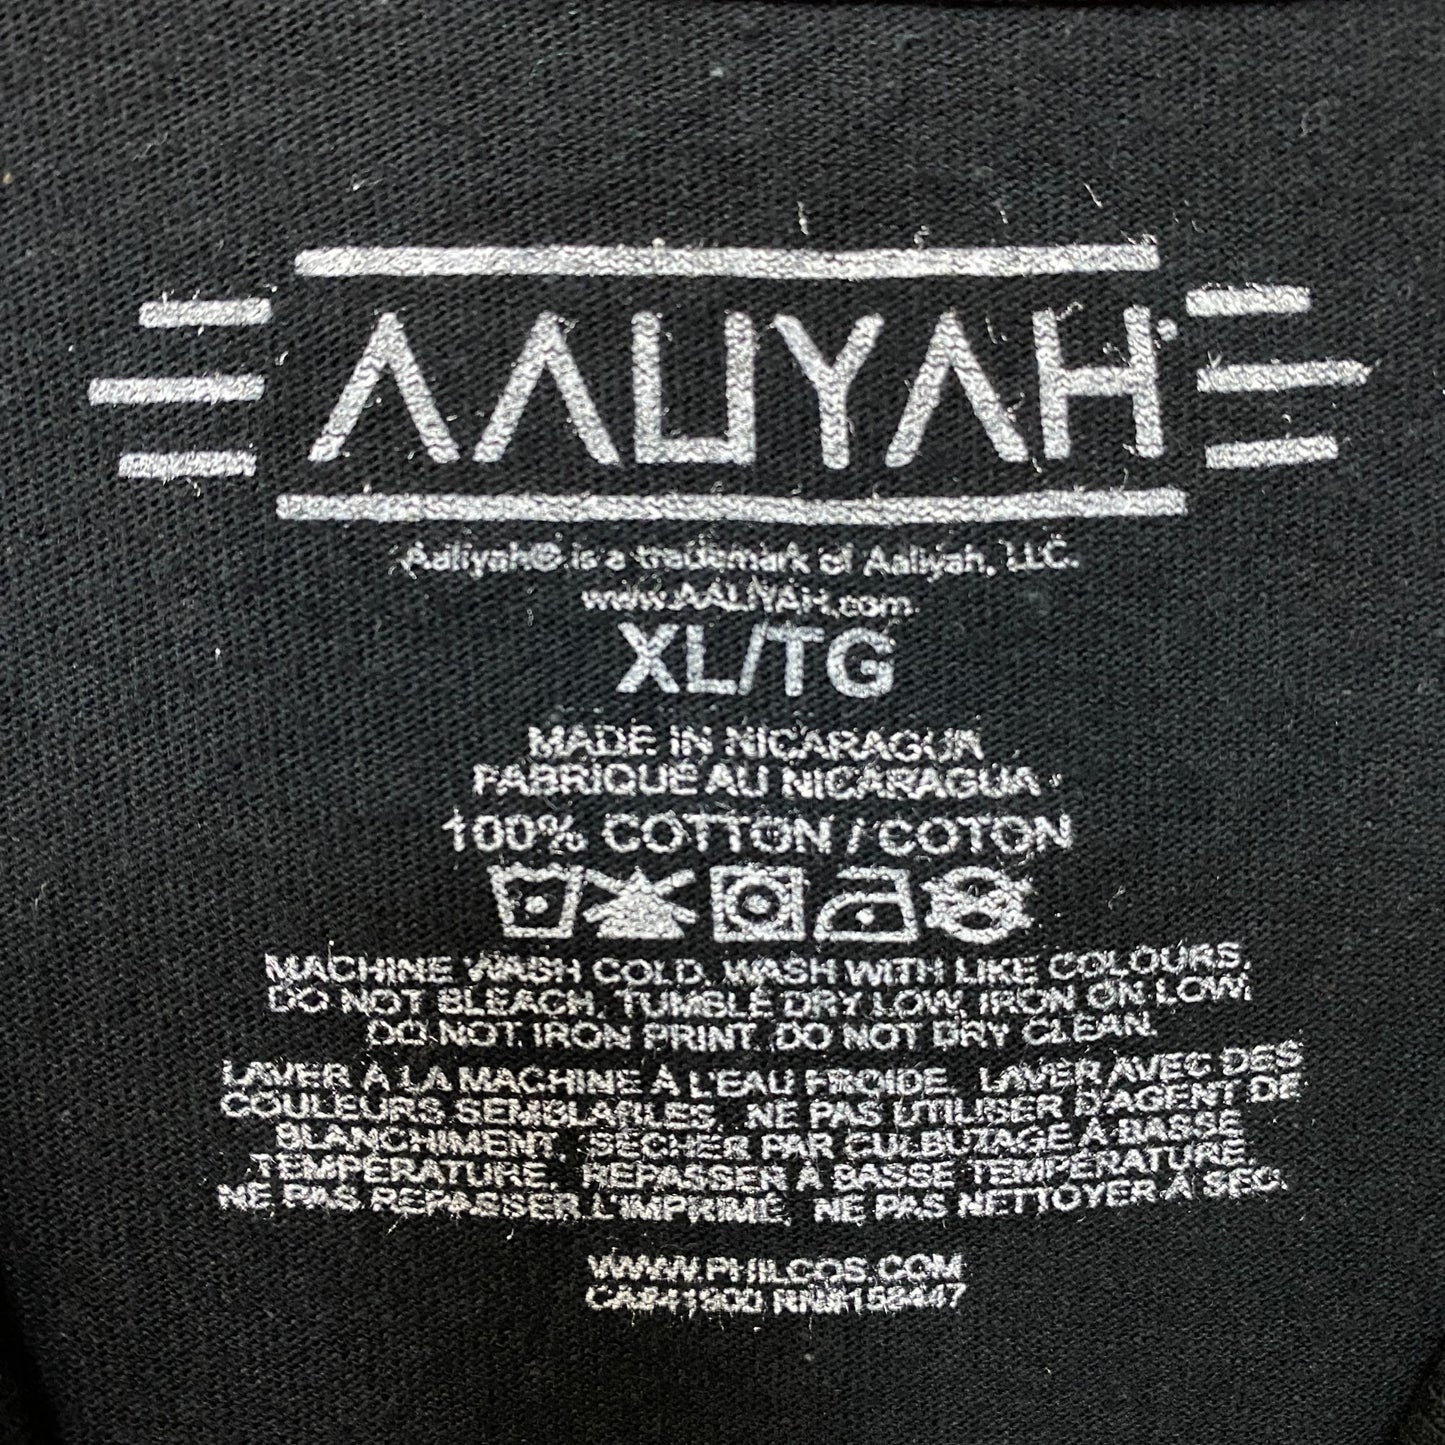 AALIYAH
Aaliyah® is a trademark of Aaliyah, LLC.
www.AALIYAH.com
XL/TG
MADE IN NICARAGUA
FABRIQUÉ AU NICARAGUA
100% COTTON / COTON
MACHINE WASH COLD. WASH WITH LIKE COLOURS.
DO NOT BLEACH. TUMBLE DRY LOW. IRON ON LOW.
DO NOT IRON PRINT. DO NOT DRY CLEAN.
LAVER À LA MACHINE À L'EAU FROIDE. LAVER AVEC DES
COULEURS SEMBLABLES. NE PAS UTILISER D'AGENT DE
BLANCHIMENT. SÉCHER PAR CULBUTAGE À BASSE
TEMPÉRATURE. REPASSER À BASSE TEMPÉRATURE.
NE PAS REPASSER L'IMPRIMÉ. NE PAS NETTOYER À SEC.
WWW.PHILCOS.COM
CA#41900 RN#